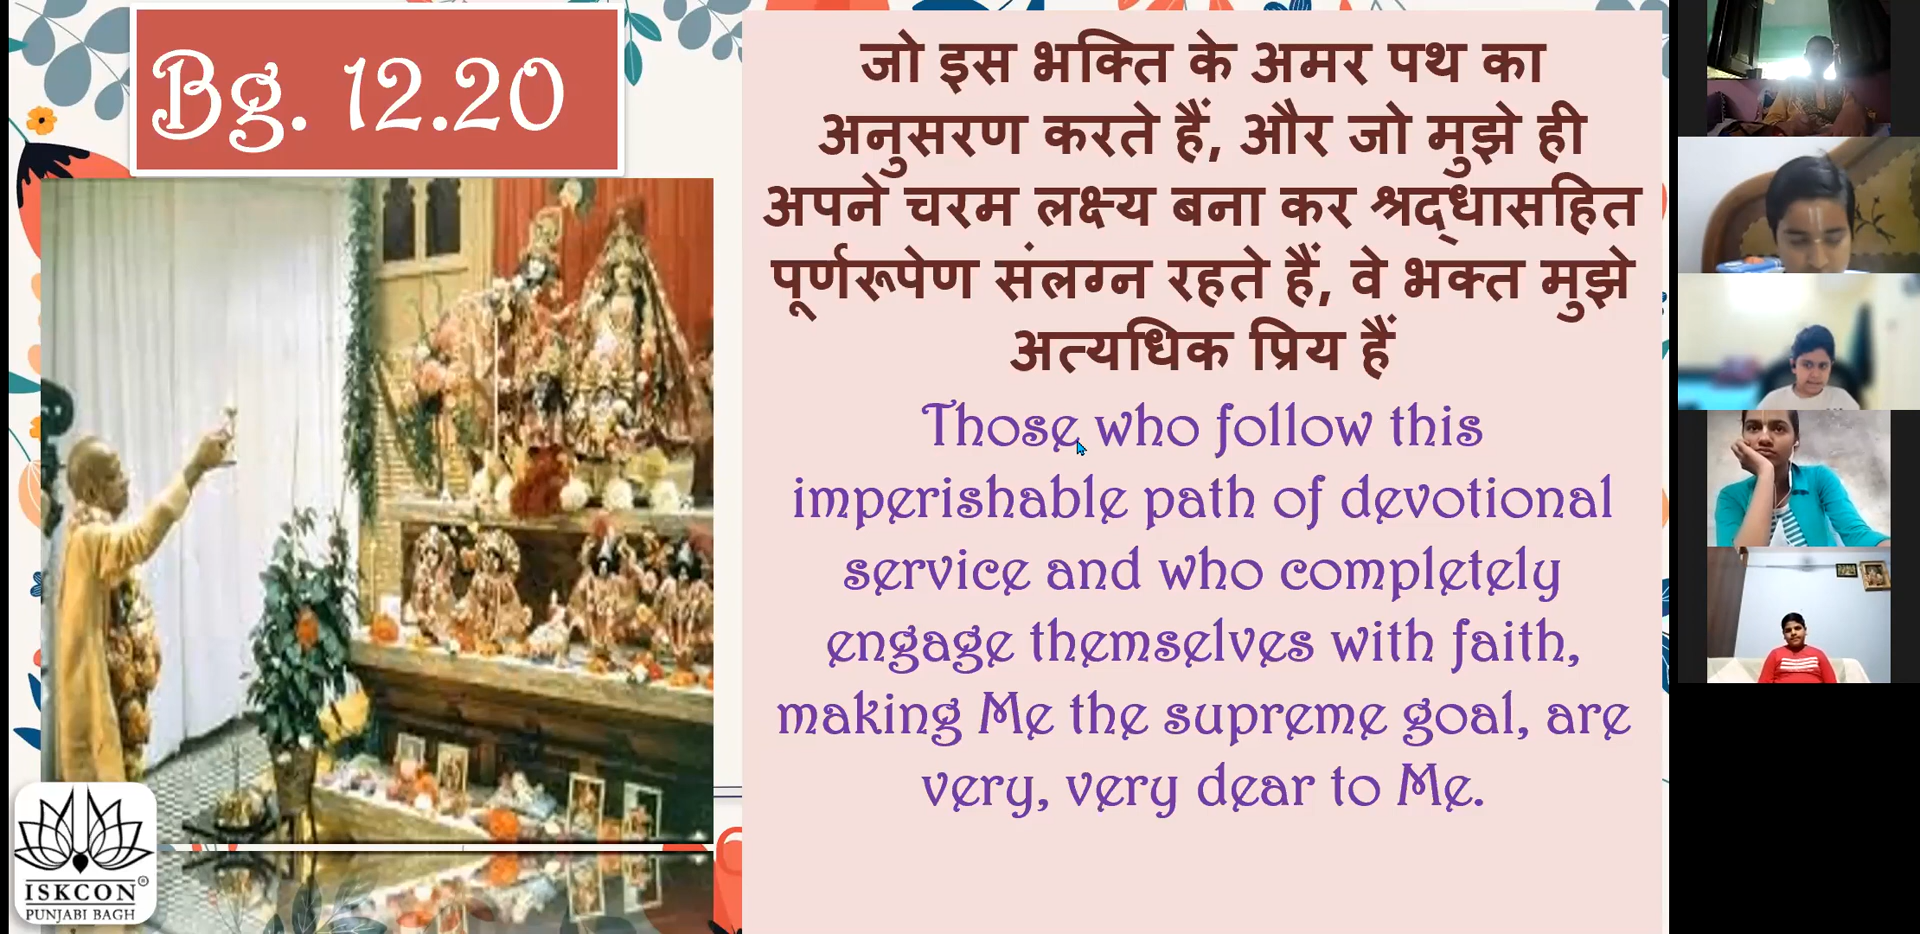 Bg. 12.20
जो इस भक्ति के अमर पथ का
अनुसरण करते हैं, और जो मुझे ही
अपने चरम लक्ष्य बना कर श्रद्धासहित
पूर्णरूपेण संलग्न रहते हैं, वे भक्त मुझे
अत्यधिक प्रिय हैं
Those who follow this
imperishable path of devotional
service and who completely
engage themselves with faith,
making Me the supreme goal, are
very, very dear to Me.
ISKCON®
PUNJABI BAGH